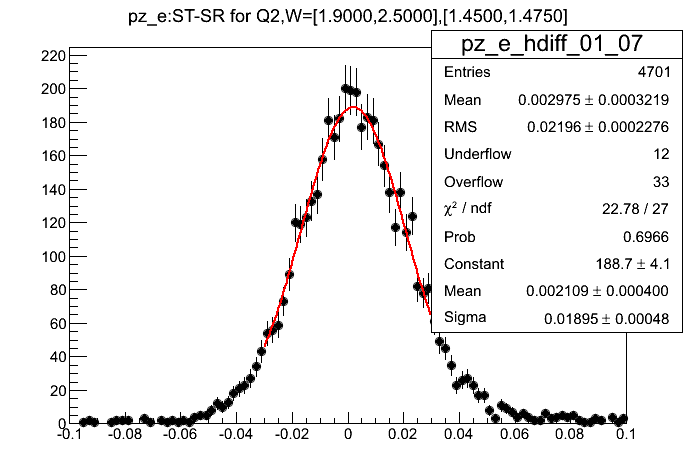 pz_e:ST-SR for Q2,W=[1.9000,2.5000],[1.4500,1.4750]
pz_e_hdiff_01_07
Entries 4701
Mean 0.002975 ± 0.0003219
RMS 0.02196 ± 0.0002276
Underflow 12
Overflow 33
χ² / ndf 22.78 / 27
Prob 0.6966
Constant 188.7 ± 4.1
Mean 0.002109 ± 0.000400
Sigma 0.01895 ± 0.00048
220
200
180
160
140
120
100
80
60
40
20
0
-0.1 -0.08 -0.06 -0.04 -0.02 0 0.02 0.04 0.06 0.08 0.1